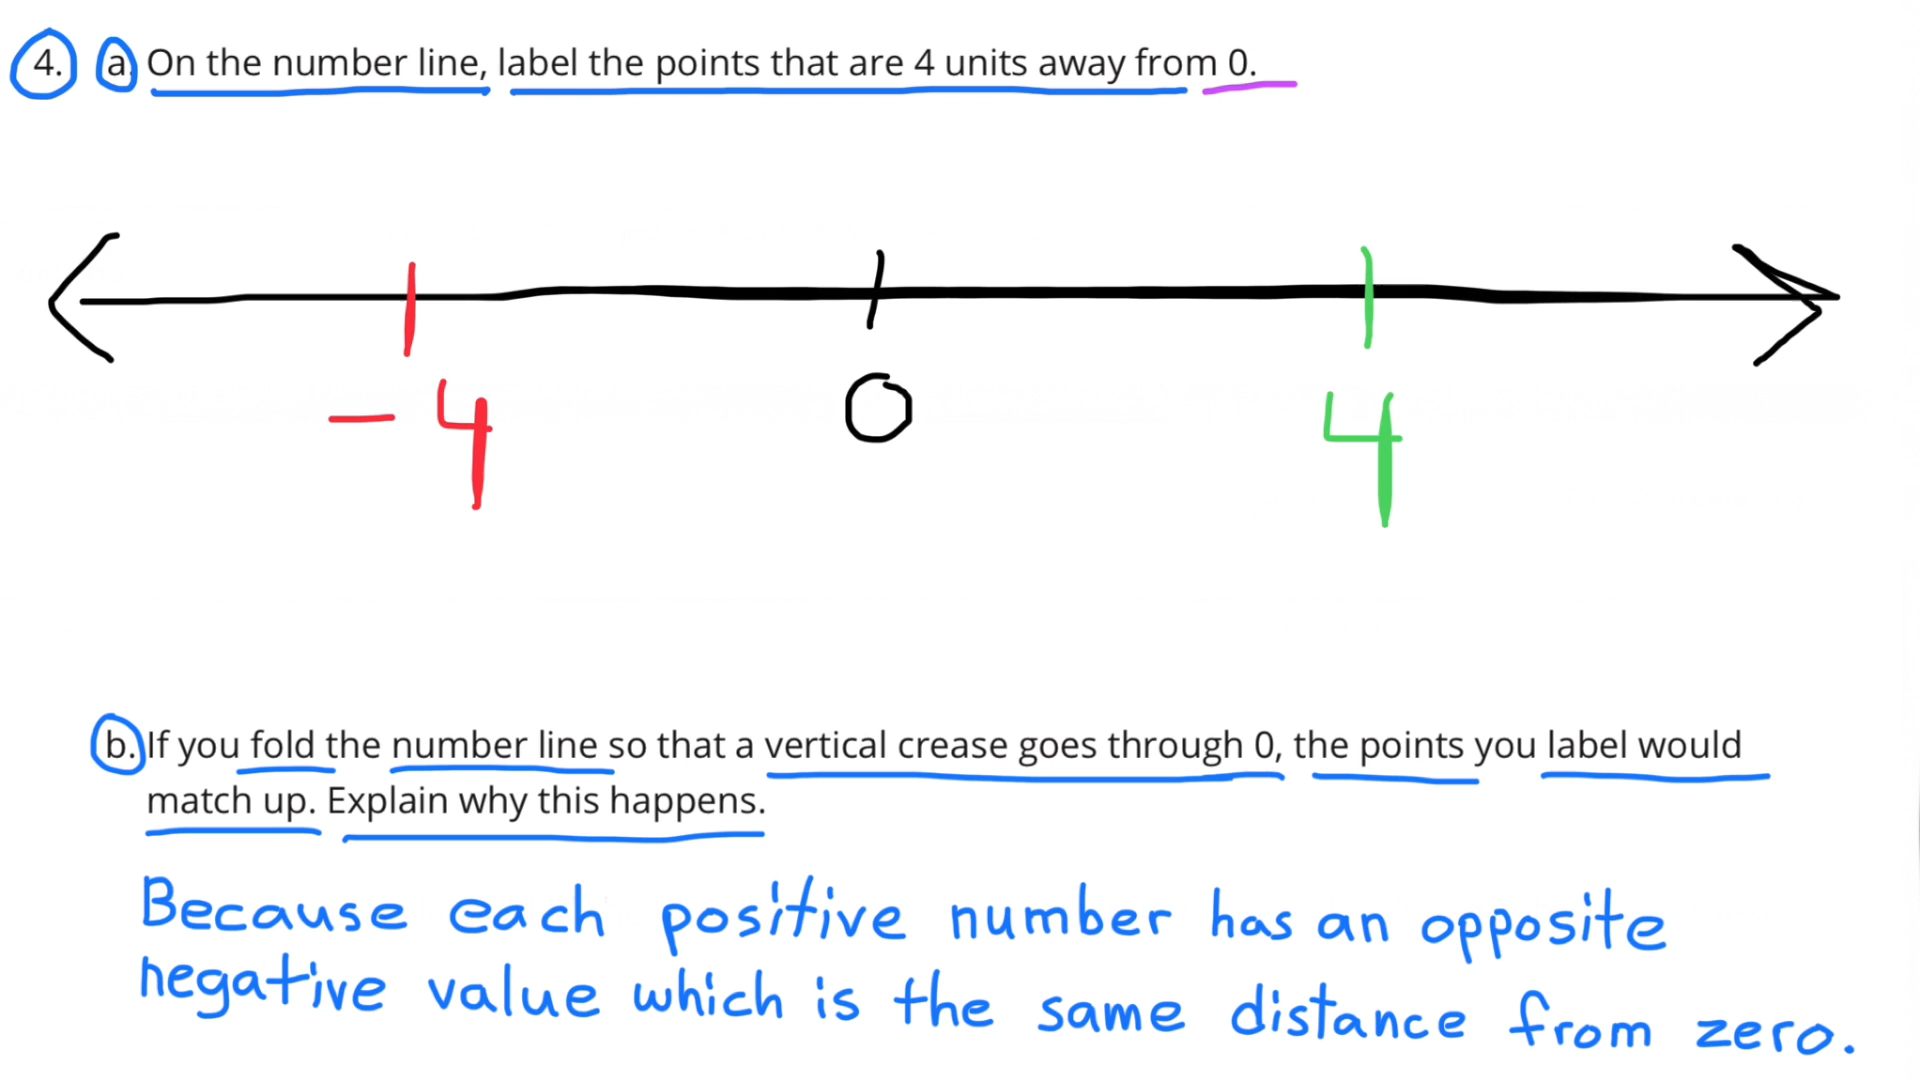 4. a. On the number line, label the points that are 4 units away from 0.
-4 0 4
b. If you fold the number line so that a vertical crease goes through 0, the points you label would
match up. Explain why this happens.
Because each positive number has an opposite
negative value which is the same distance from zero.